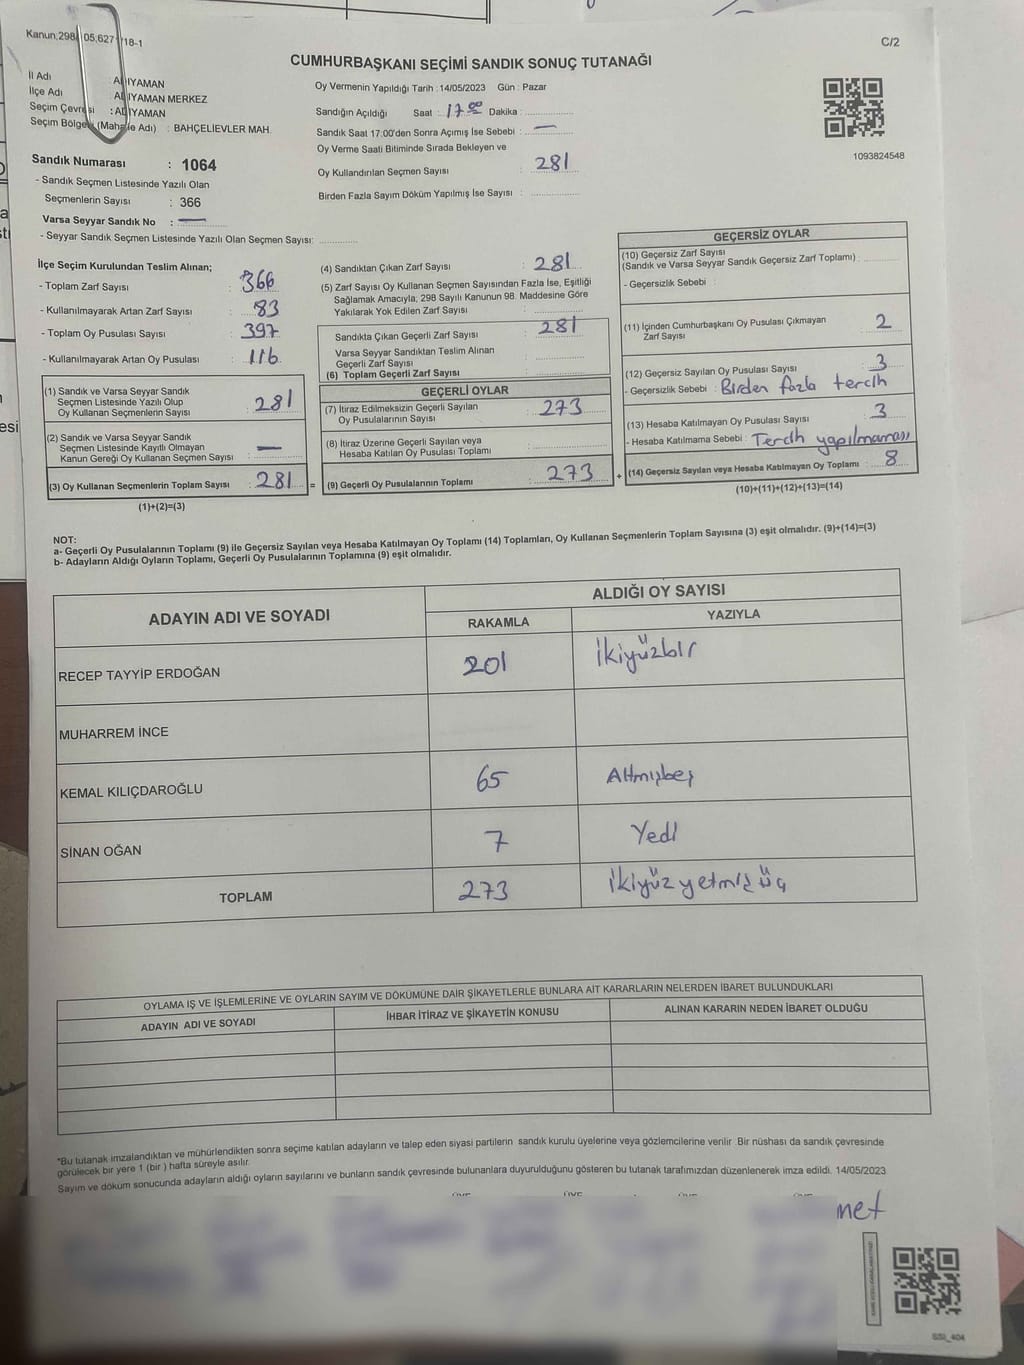 Kanun;298/05;627/18-1
C/2
CUMHURBAŞKANI SEÇİMİ SANDIK SONUÇ TUTANAĞI
İl Adı : ADIYAMAN
İlçe Adı : ADIYAMAN MERKEZ
Seçim Çevresi : ADIYAMAN
Seçim Bölgesi (Mahalle Adı) : BAHÇELİEVLER MAH.
Sandık Numarası : 1064
- Sandık Seçmen Listesinde Yazılı Olan
Seçmenlerin Sayısı : 366
Varsa Seyyar Sandık No : —
- Seyyar Sandık Seçmen Listesinde Yazılı Olan Seçmen Sayısı:
Oy Vermenin Yapıldığı Tarih :14/05/2023 Gün : Pazar
Sandığın Açıldığı Saat : 17.00 Dakika :
Sandık Saat 17.00'den Sonra Açımış İse Sebebi : —
Oy Verme Saati Bitiminde Sırada Bekleyen ve
Oy Kullandırılan Seçmen Sayısı : 281
Birden Fazla Sayım Döküm Yapılmış İse Sayısı :
1093824548
İlçe Seçim Kurulundan Teslim Alınan;
- Toplam Zarf Sayısı : 366
- Kullanılmayarak Artan Zarf Sayısı : 83
- Toplam Oy Pusulası Sayısı : 397
- Kullanılmayarak Artan Oy Pusulası : 116
(1) Sandık ve Varsa Seyyar Sandık
Seçmen Listesinde Yazılı Olup
Oy Kullanan Seçmenlerin Sayısı : 281
(2) Sandık ve Varsa Seyyar Sandık
Seçmen Listesinde Kayıtlı Olmayan
Kanun Gereği Oy Kullanan Seçmen Sayısı : —
(3) Oy Kullanan Seçmenlerin Toplam Sayısı : 281 =
(1)+(2)=(3)
(4) Sandıktan Çıkan Zarf Sayısı : 281
(5) Zarf Sayısı Oy Kullanan Seçmen Sayısından Fazla İse, Eşitliği
Sağlamak Amacıyla; 298 Sayılı Kanunun 98. Maddesine Göre
Yakılarak Yok Edilen Zarf Sayısı :
Sandıkta Çıkan Geçerli Zarf Sayısı : 281
Varsa Seyyar Sandıktan Teslim Alınan
Geçerli Zarf Sayısı
(6) Toplam Geçerli Zarf Sayısı :
GEÇERLİ OYLAR
(7) İtiraz Edilmeksizin Geçerli Sayılan
Oy Pusulalarının Sayısı : 273
(8) İtiraz Üzerine Geçerli Sayılan veya
Hesaba Katılan Oy Pusulası Toplamı :
(9) Geçerli Oy Pusulalarının Toplamı : 273 +
GEÇERSİZ OYLAR
(10) Geçersiz Zarf Sayısı
(Sandık ve Varsa Seyyar Sandık Geçersiz Zarf Toplamı) :
- Geçersizlik Sebebi :
(11) İçinden Cumhurbaşkanı Oy Pusulası Çıkmayan
Zarf Sayısı : 2
(12) Geçersiz Sayılan Oy Pusulası Sayısı : 3
- Geçersizlik Sebebi : Birden fazla tercih
(13) Hesaba Katılmayan Oy Pusulası Sayısı : 3
- Hesaba Katılmama Sebebi : Tercih yapılmaması
(14) Geçersiz Sayılan veya Hesaba Katılmayan Oy Toplamı : 8
(10)+(11)+(12)+(13)=(14)
NOT:
a- Geçerli Oy Pusulalarının Toplamı (9) ile Geçersiz Sayılan veya Hesaba Katılmayan Oy Toplamı (14) Toplamları, Oy Kullanan Seçmenlerin Toplam Sayısına (3) eşit olmalıdır. (9)+(14)=(3)
b- Adayların Aldığı Oyların Toplamı, Geçerli Oy Pusulalarının Toplamına (9) eşit olmalıdır.
ADAYIN ADI VE SOYADI
ALDIĞI OY SAYISI
RAKAMLA YAZIYLA
RECEP TAYYİP ERDOĞAN 201 ikiyüzbir
MUHARREM İNCE
KEMAL KILIÇDAROĞLU 65 Altmışbeş
SİNAN OĞAN 7 Yedi
TOPLAM 273 ikiyüz yetmiş üç
OYLAMA İŞ VE İŞLEMLERİNE VE OYLARIN SAYIM VE DÖKÜMÜNE DAİR ŞİKAYETLERLE BUNLARA AİT KARARLARIN NELERDEN İBARET BULUNDUKLARI
ADAYIN ADI VE SOYADI İHBAR İTİRAZ VE ŞİKAYETİN KONUSU ALINAN KARARIN NEDEN İBARET OLDUĞU
*Bu tutanak imzalandıktan ve mühürlendikten sonra seçime katılan adayların ve talep eden siyasi partilerin sandık kurulu üyelerine veya gözlemcilerine verilir. Bir nüshası da sandık çevresinde
görülecek bir yere 1 (bir) hafta süreyle asılır.
Sayım ve döküm sonucunda adayların aldığı oyların sayılarını ve bunların sandık çevresinde bulunanlara duyurulduğunu gösteren bu tutanak tarafımızdan düzenlenerek imza edildi. 14/05/2023
met
SSI_404